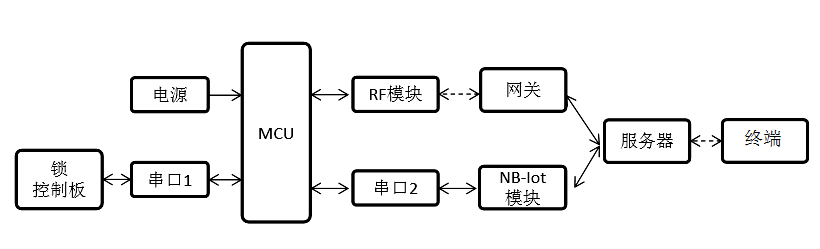 电源
MCU
RF模块
网关
服务器
终端
锁
控制板
串口1
串口2
NB-Iot
模块